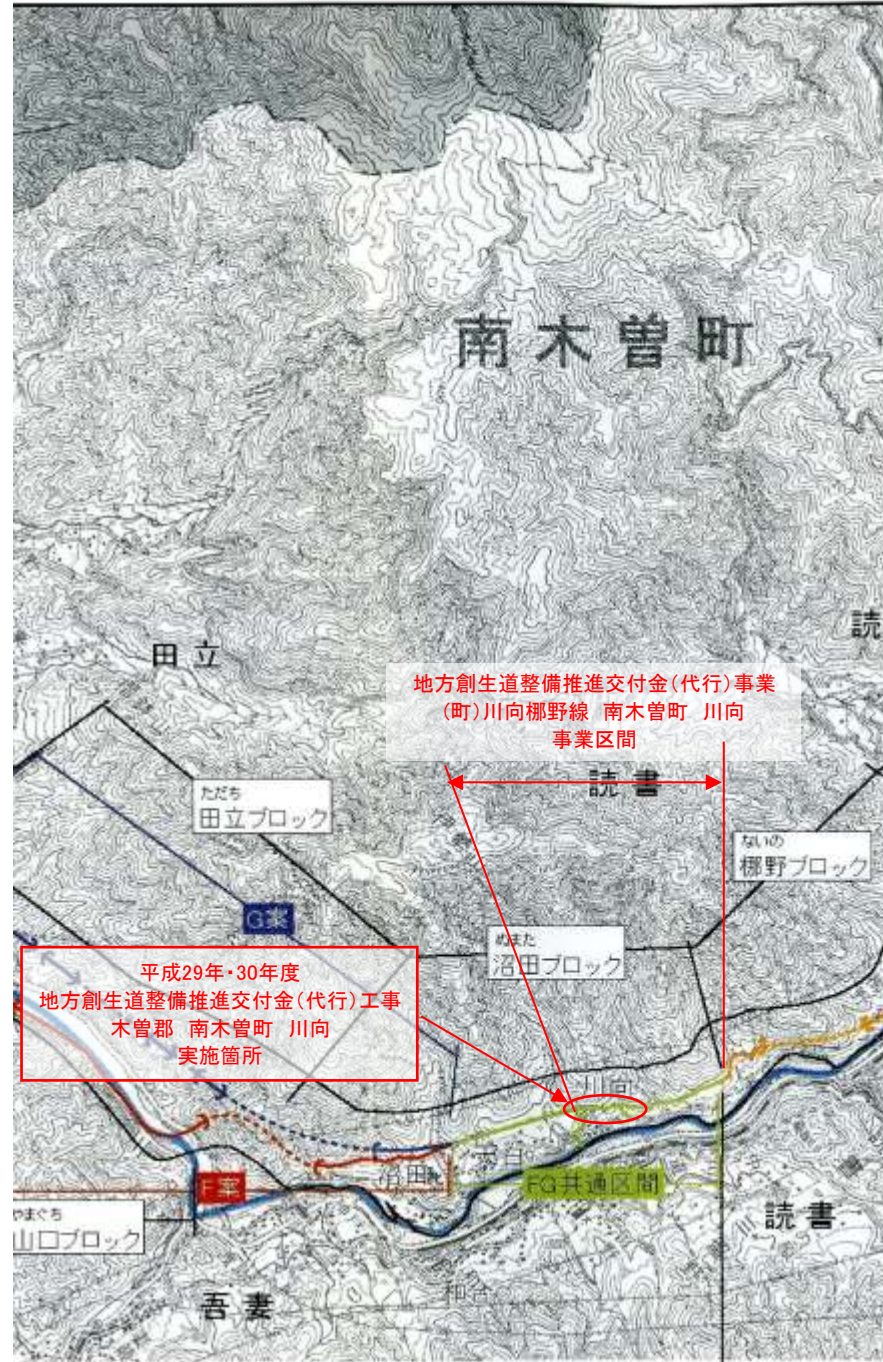 南木曽町
読
田立
地方創生道整備推進交付金(代行)事業
(町)川向梛野線 南木曽町 川向
事業区間
読書
ただち
田立ブロック
ないの
梛野ブロック
G案
ぬまた
沼田ブロック
平成29年・30年度
地方創生道整備推進交付金(代行)工事
木曽郡 南木曽町 川向
実施箇所
川向
沼田
F案
FG共通区間
やまぐち
山口ブロック
読書
吾妻